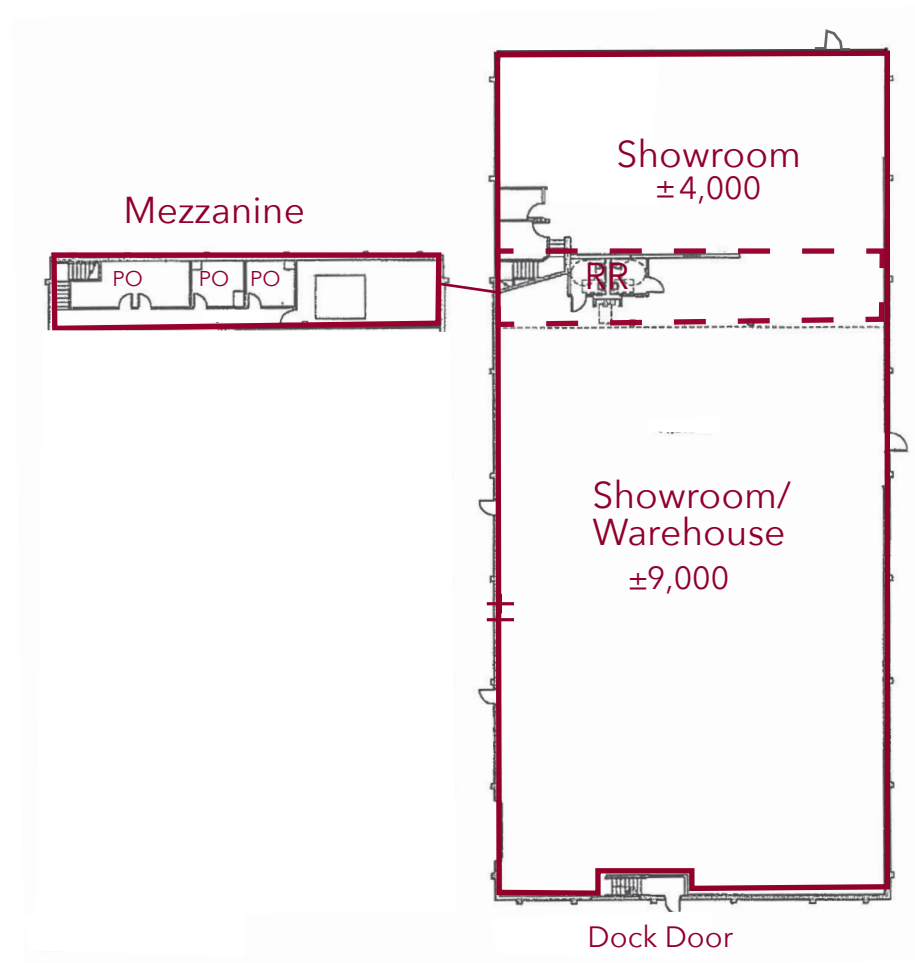 Showroom
±4,000
Mezzanine
PO
PO
PO
RR
Showroom/
Warehouse
±9,000
Dock Door